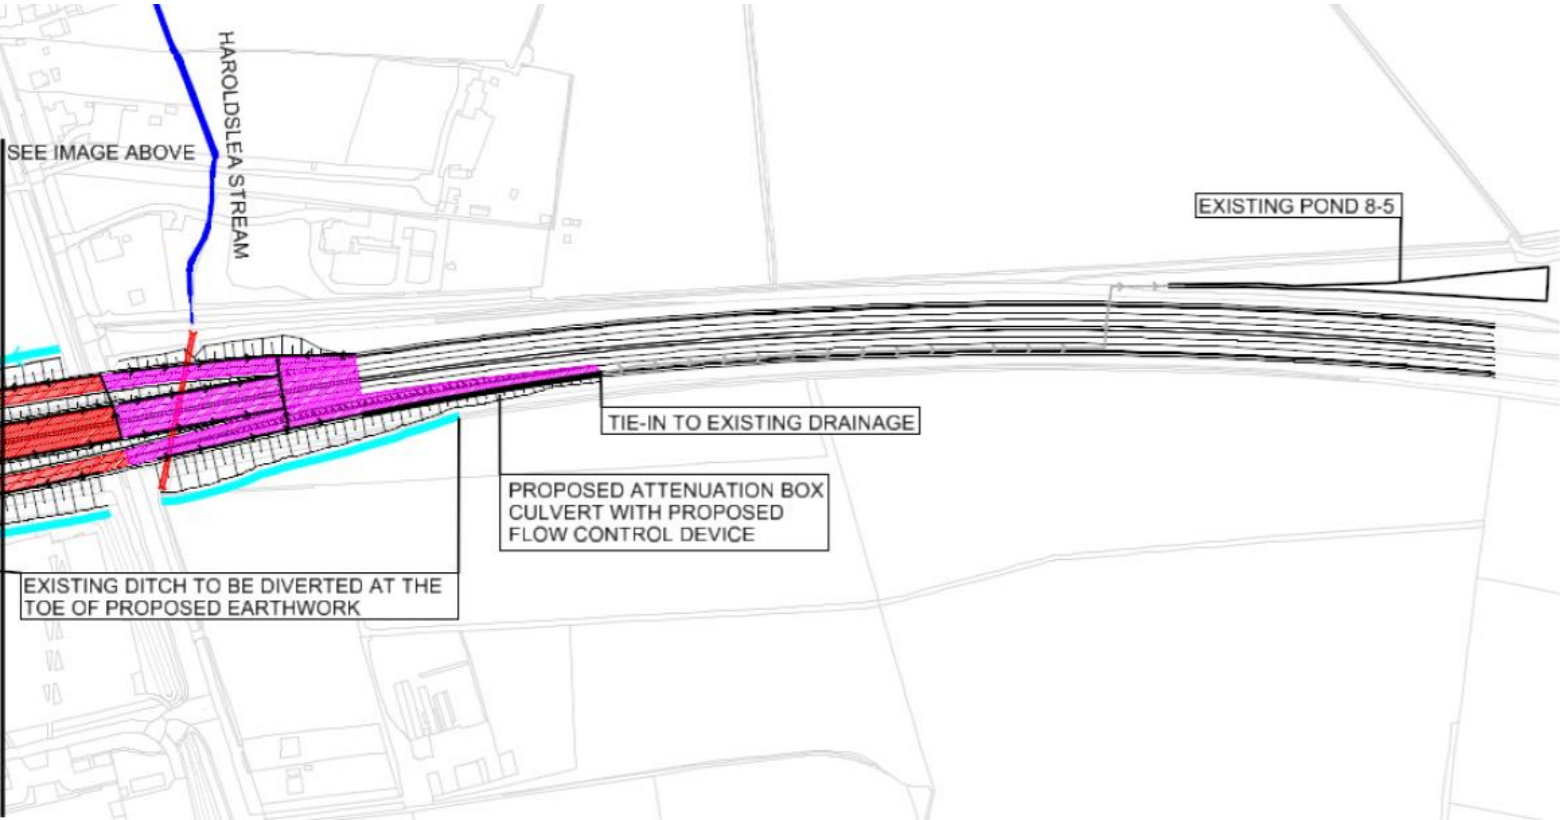 HAROLDSLEA STREAM
SEE IMAGE ABOVE
EXISTING POND 8-5
TIE-IN TO EXISTING DRAINAGE
PROPOSED ATTENUATION BOX
CULVERT WITH PROPOSED
FLOW CONTROL DEVICE
EXISTING DITCH TO BE DIVERTED AT THE
TOE OF PROPOSED EARTHWORK